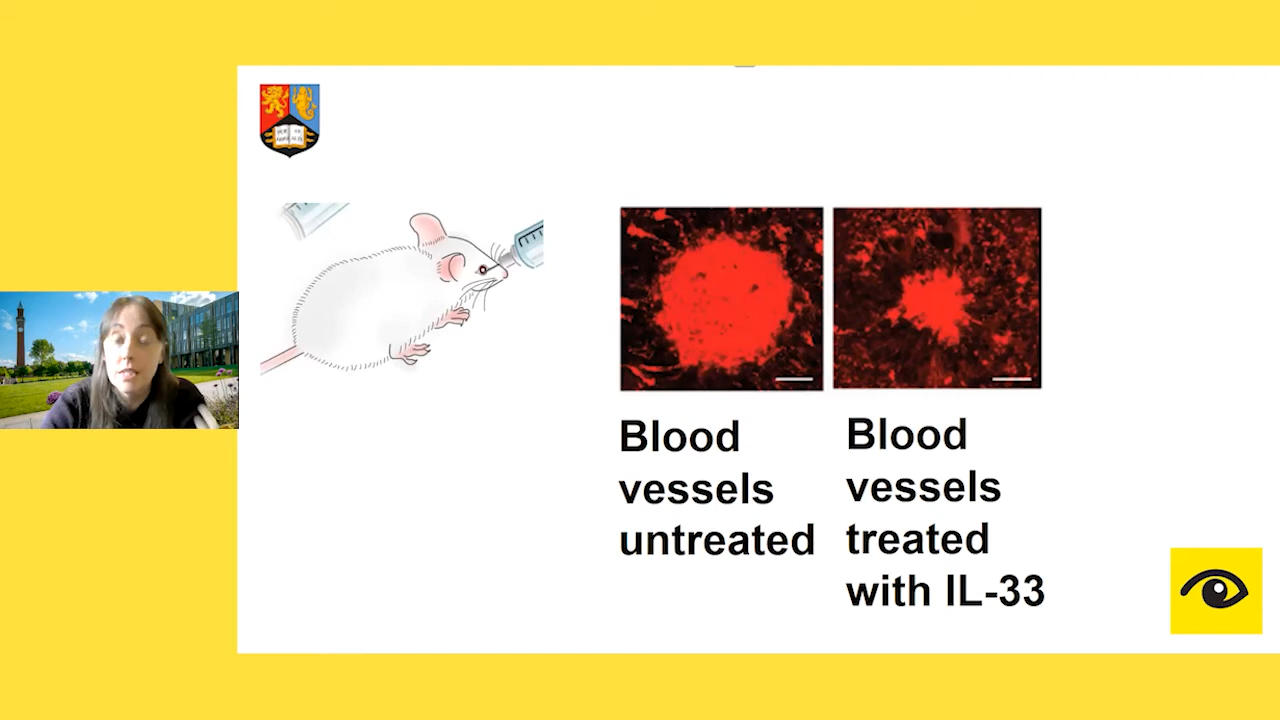 Blood
vessels
untreated
Blood
vessels
treated
with IL-33